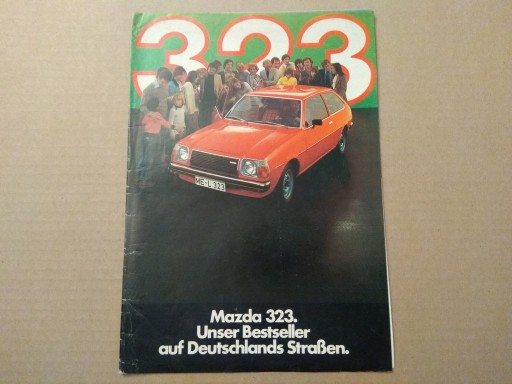 323
ME-L 323
Mazda 323.
Unser Bestseller
auf Deutschlands Straßen.